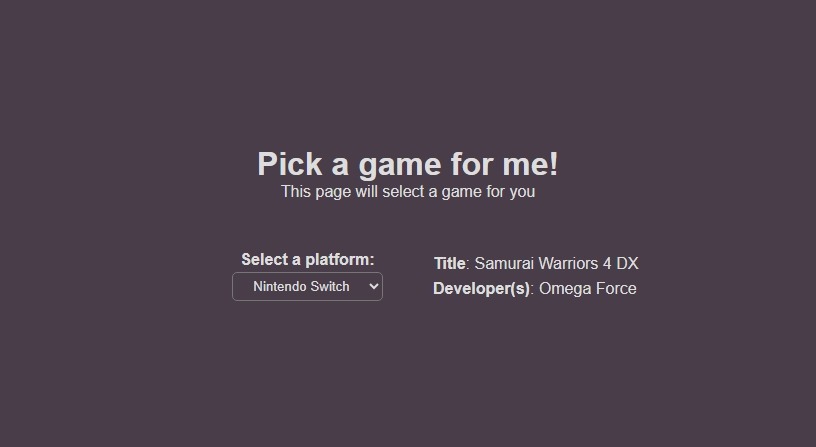 Pick a game for me!
This page will select a game for you
Select a platform:
Nintendo Switch
Title: Samurai Warriors 4 DX
Developer(s): Omega Force